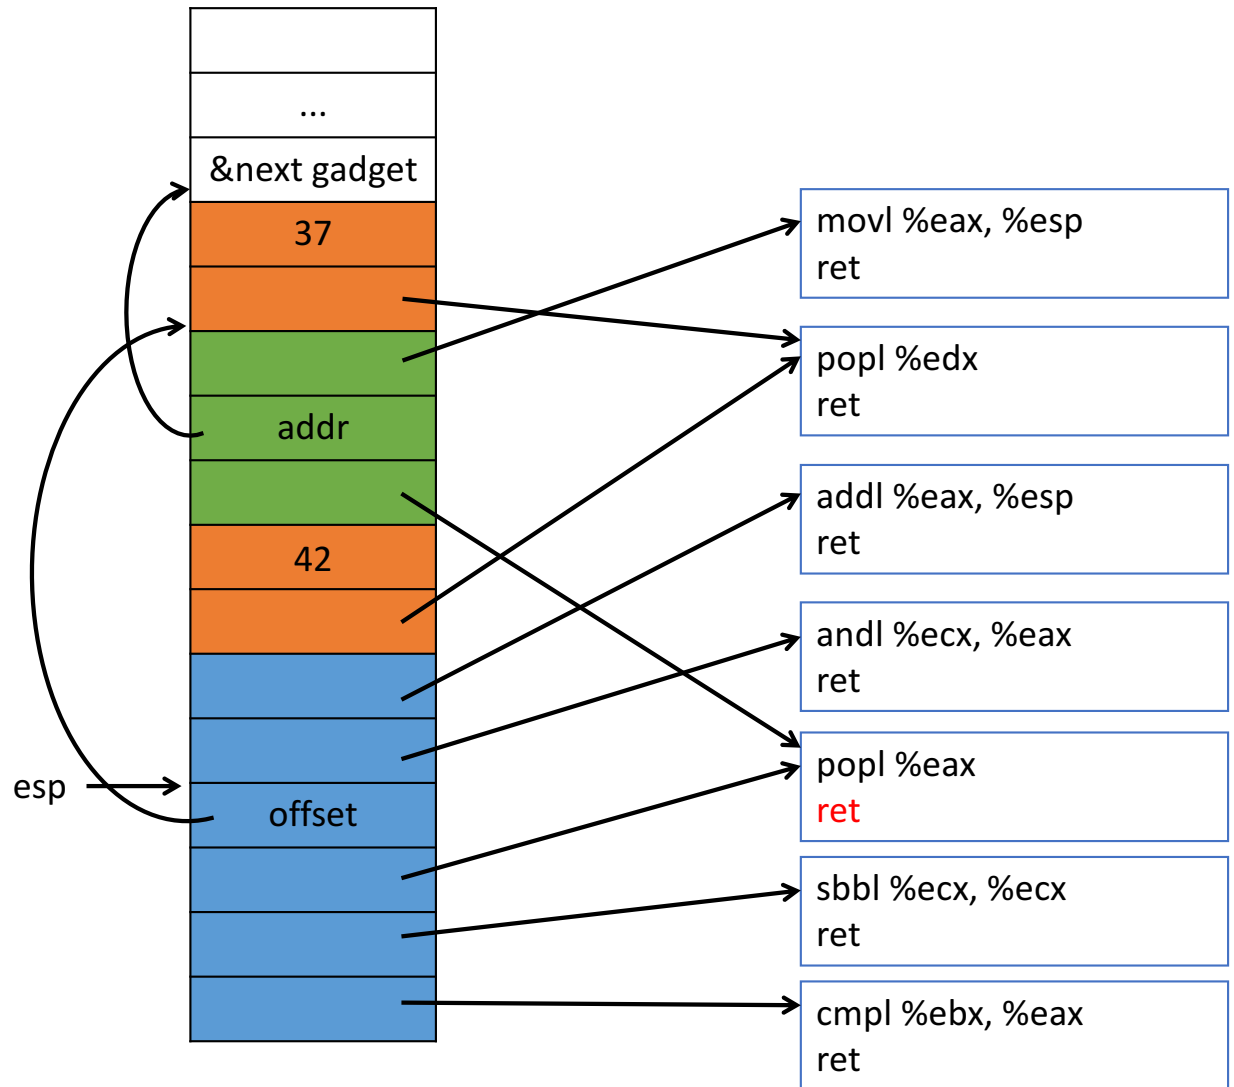 ...
&next gadget
37
addr
42
esp
offset
movl %eax, %esp
ret
popl %edx
ret
addl %eax, %esp
ret
andl %ecx, %eax
ret
popl %eax
ret
sbbl %ecx, %ecx
ret
cmpl %ebx, %eax
ret